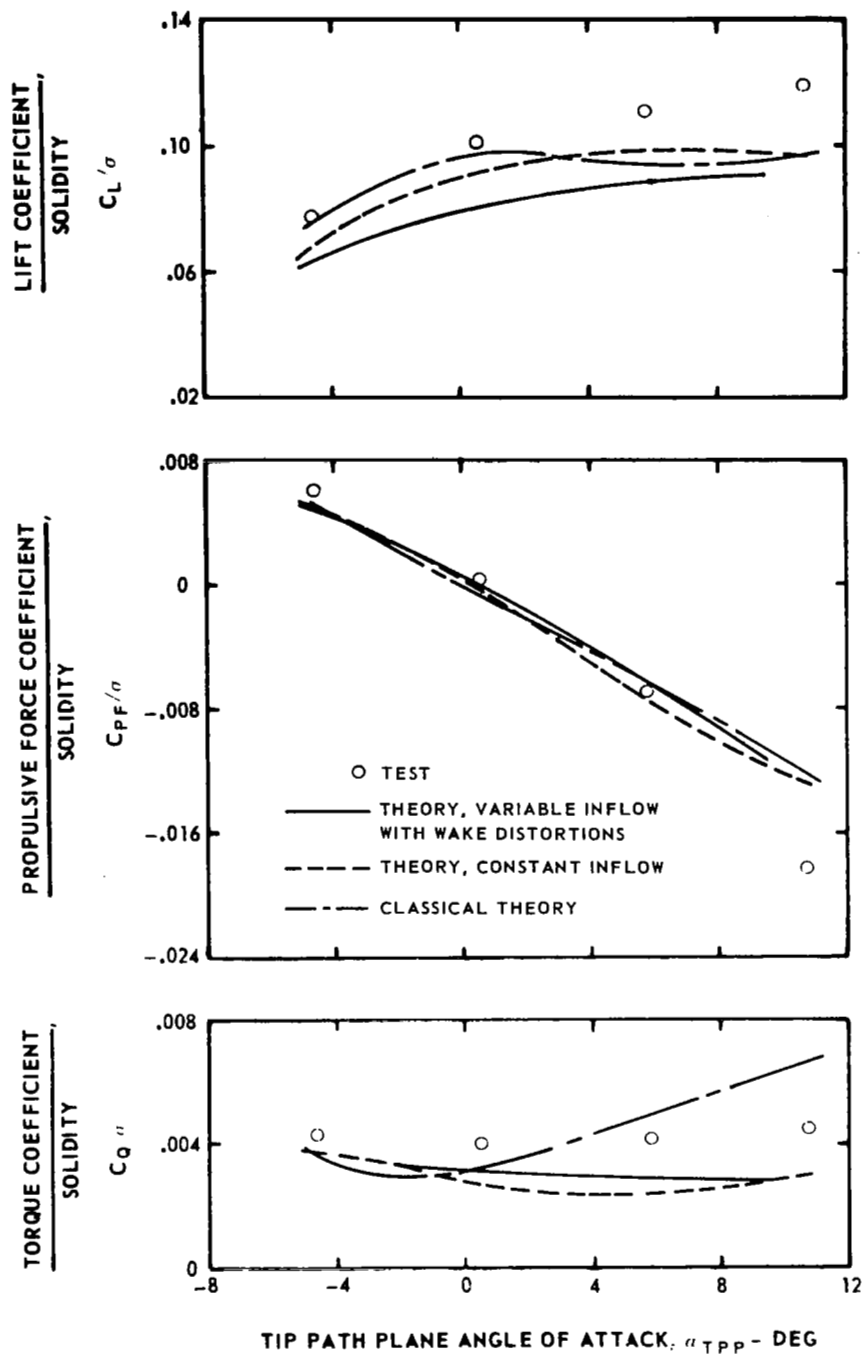 .14
.10
.06
.02
LIFT COEFFICIENT,
SOLIDITY
C_L/σ
.008
0
-.008
-.016
-.024
PROPULSIVE FORCE COEFFICIENT,
SOLIDITY
C_PF/σ
TEST
THEORY, VARIABLE INFLOW
WITH WAKE DISTORTIONS
THEORY, CONSTANT INFLOW
CLASSICAL THEORY
.008
.004
0
TORQUE COEFFICIENT,
SOLIDITY
C_Q σ
-8 -4 0 4 8 12
TIP PATH PLANE ANGLE OF ATTACK, α_TPP - DEG